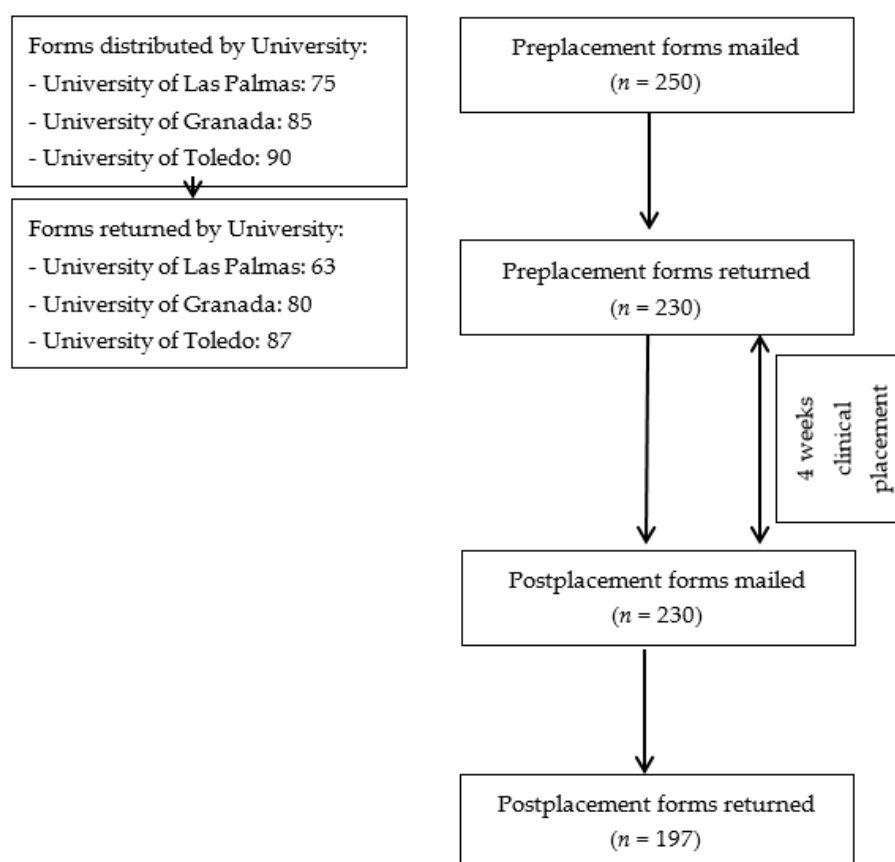 Forms distributed by University:
- University of Las Palmas: 75
- University of Granada: 85
- University of Toledo: 90
Forms returned by University:
- University of Las Palmas: 63
- University of Granada: 80
- University of Toledo: 87
Preplacement forms mailed
(n = 250)
Preplacement forms returned
(n = 230)
4 weeks
clinical
placement
Postplacement forms mailed
(n = 230)
Postplacement forms returned
(n = 197)